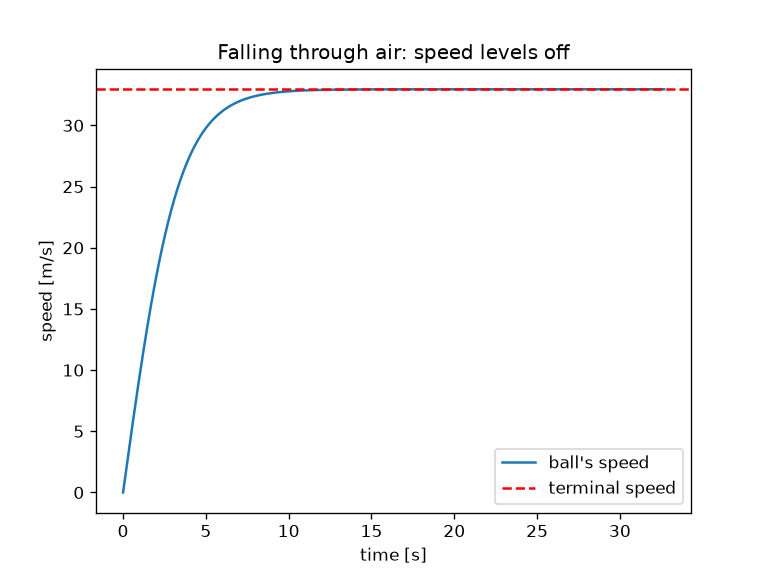 Falling through air: speed levels off
speed [m/s]
30
25
20
15
10
5
0
0 5 10 15 20 25 30
time [s]
ball's speed
terminal speed